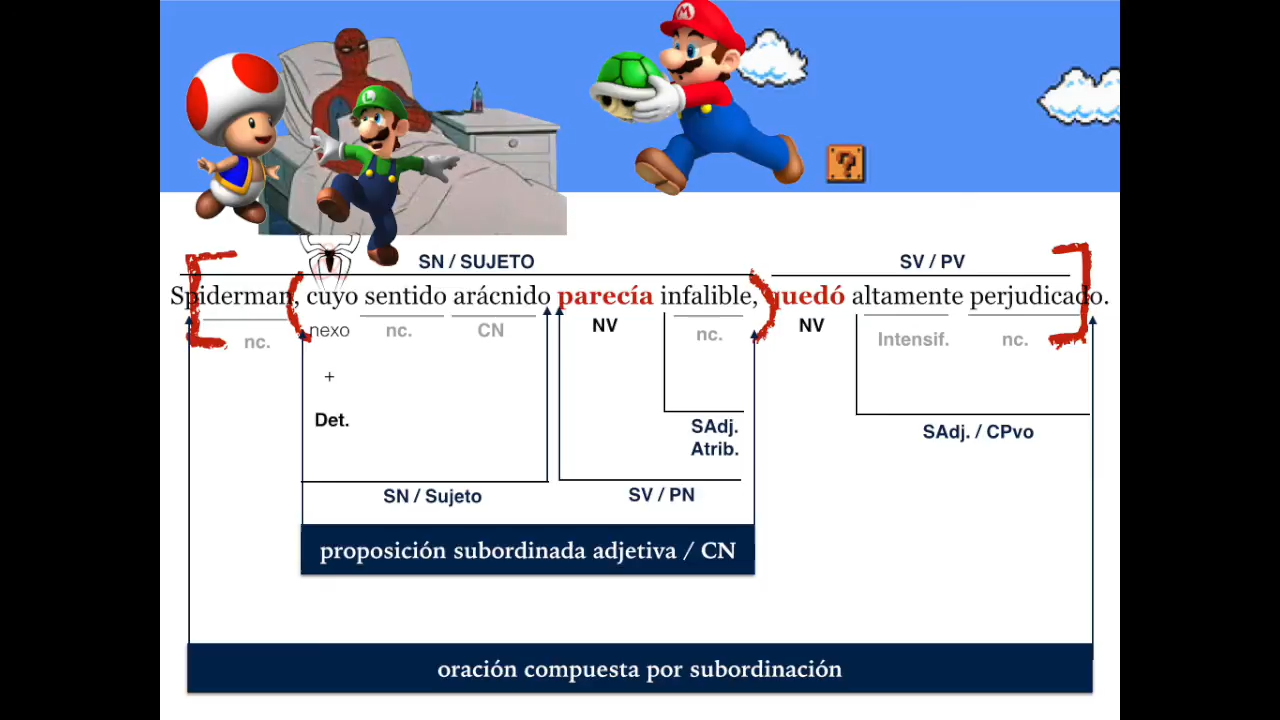 SN / SUJETO SV / PV
Spiderman, cuyo sentido arácnido parecía infalible, quedó altamente perjudicado.
nc. nexo nc. CN NV nc. NV Intensif. nc.
+
Det.
SAdj. SAdj. / CPvo
Atrib.
SN / Sujeto SV / PN
proposición subordinada adjetiva / CN
oración compuesta por subordinación